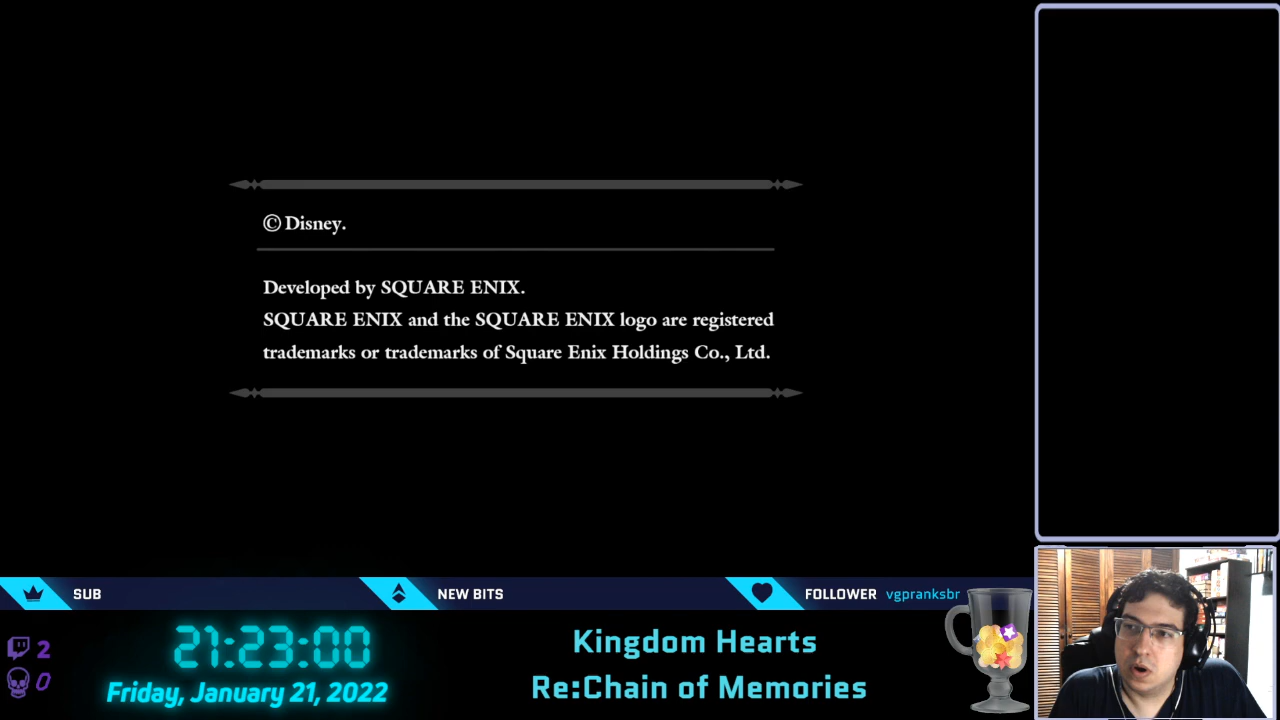 © Disney.
Developed by SQUARE ENIX.
SQUARE ENIX and the SQUARE ENIX logo are registered
trademarks or trademarks of Square Enix Holdings Co., Ltd.
SUB
NEW BITS
FOLLOWER vgpranksbr
2
21:23:00
Kingdom Hearts
0
Friday, January 21, 2022
Re:Chain of Memories